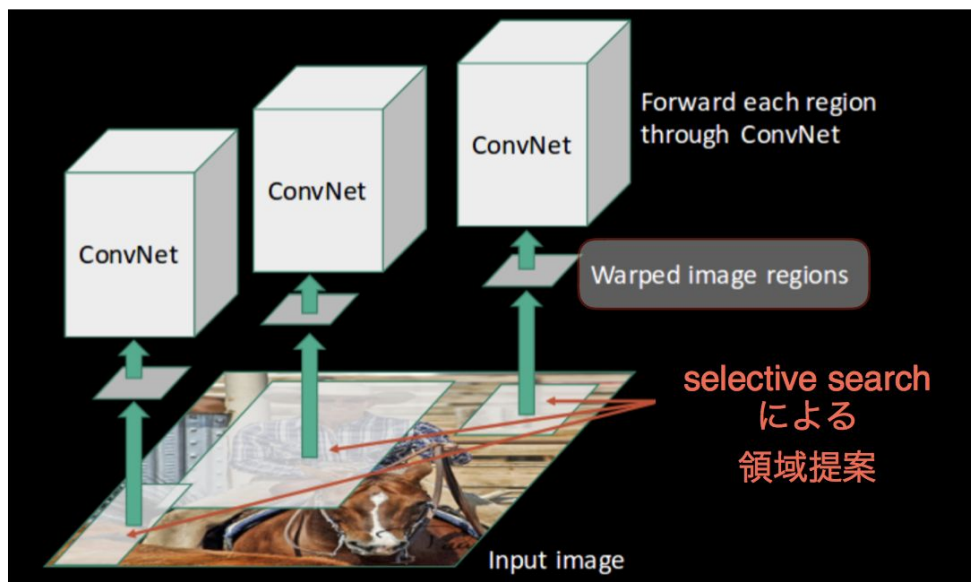 Forward each region
through ConvNet
ConvNet
ConvNet
ConvNet
Warped image regions
selective search
による
領域提案
Input image